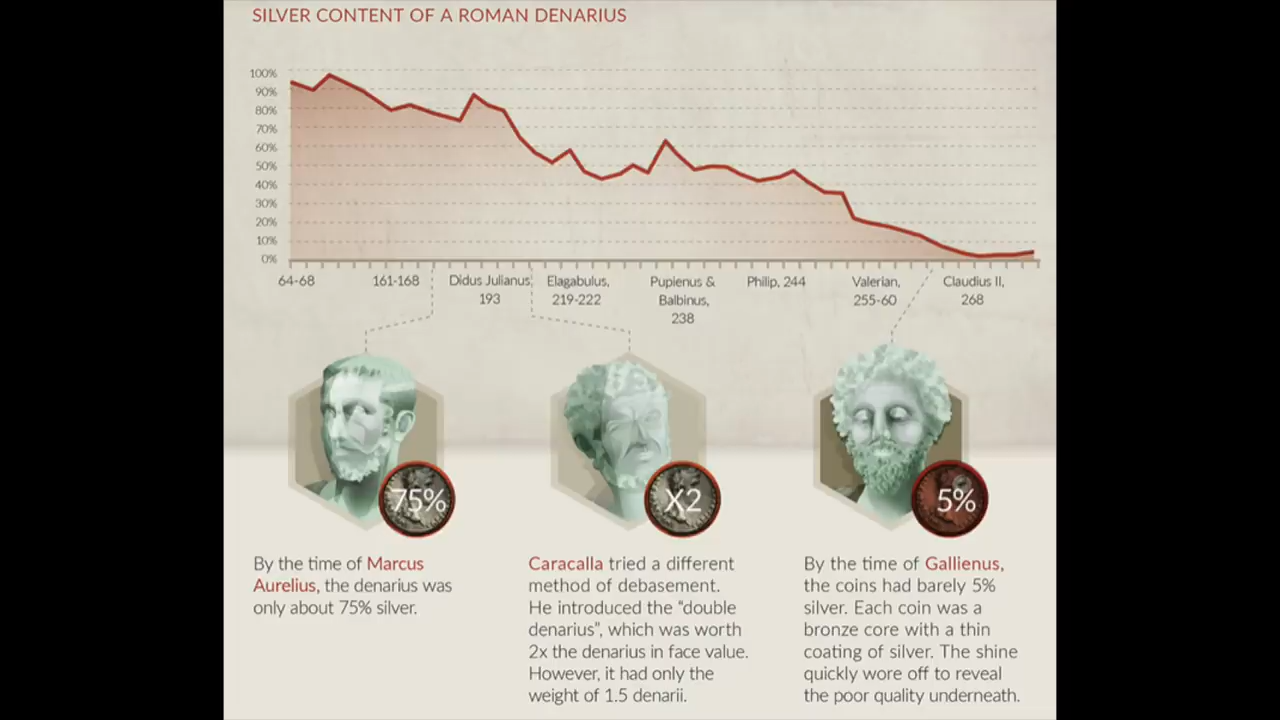 SILVER CONTENT OF A ROMAN DENARIUS
100%
90%
80%
70%
60%
50%
40%
30%
20%
10%
0%
64-68
161-168
Didus Julianus,
193
Elagabulus,
219-222
Pupienus &
Balbinus,
238
Philip, 244
Valerian,
255-60
Claudius II,
268
75%
X2
5%
By the time of Marcus
Aurelius, the denarius was
only about 75% silver.
Caracalla tried a different
method of debasement.
He introduced the “double
denarius”, which was worth
2x the denarius in face value.
However, it had only the
weight of 1.5 denarii.
By the time of Gallienus,
the coins had barely 5%
silver. Each coin was a
bronze core with a thin
coating of silver. The shine
quickly wore off to reveal
the poor quality underneath.